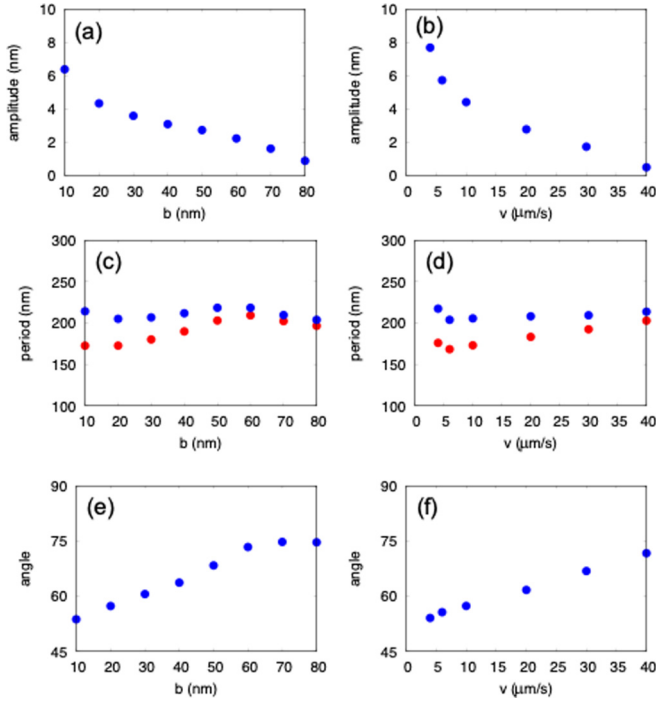 (a)
10
8
6
4
2
0
amplitude (nm)
10 20 30 40 50 60 70 80
b (nm)
(b)
10
8
6
4
2
0
amplitude (nm)
0 5 10 15 20 25 30 35 40
v (μm/s)
(c)
300
250
200
150
100
period (nm)
10 20 30 40 50 60 70 80
b (nm)
(d)
300
250
200
150
100
period (nm)
0 5 10 15 20 25 30 35 40
v (μm/s)
(e)
90
75
60
45
angle
10 20 30 40 50 60 70 80
b (nm)
(f)
90
75
60
45
angle
0 5 10 15 20 25 30 35 40
v (μm/s)